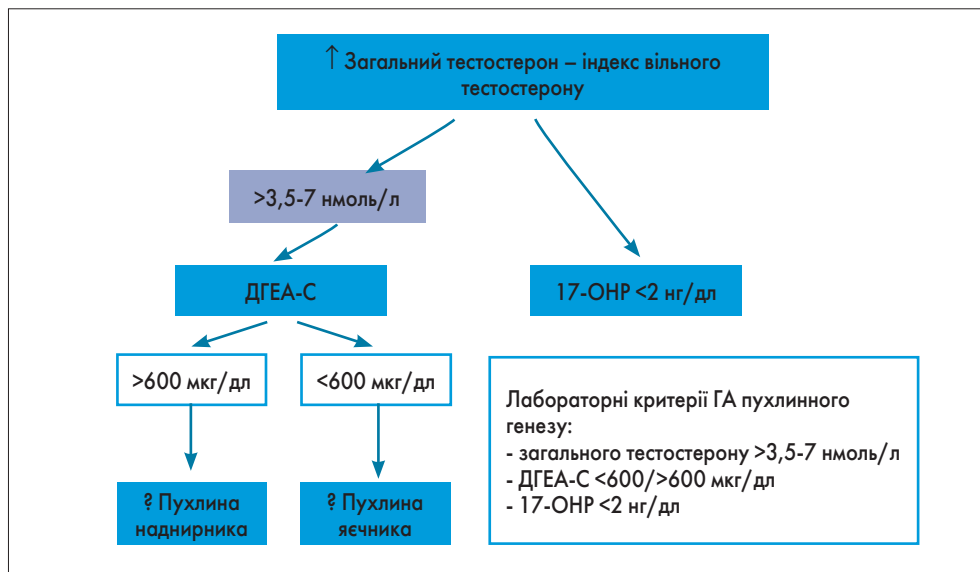 ↑ Загальний тестостерон – індекс вільного
тестостерону
>3,5-7 нмоль/л
ДГЕА-С
17-ОНР <2 нг/дл
>600 мкг/дл
<600 мкг/дл
? Пухлина
наднирника
? Пухлина
яєчника
Лабораторні критерії ГА пухлинного
генезу:
- загального тестостерону >3,5-7 нмоль/л
- ДГЕА-С <600/>600 мкг/дл
- 17-ОНР <2 нг/дл